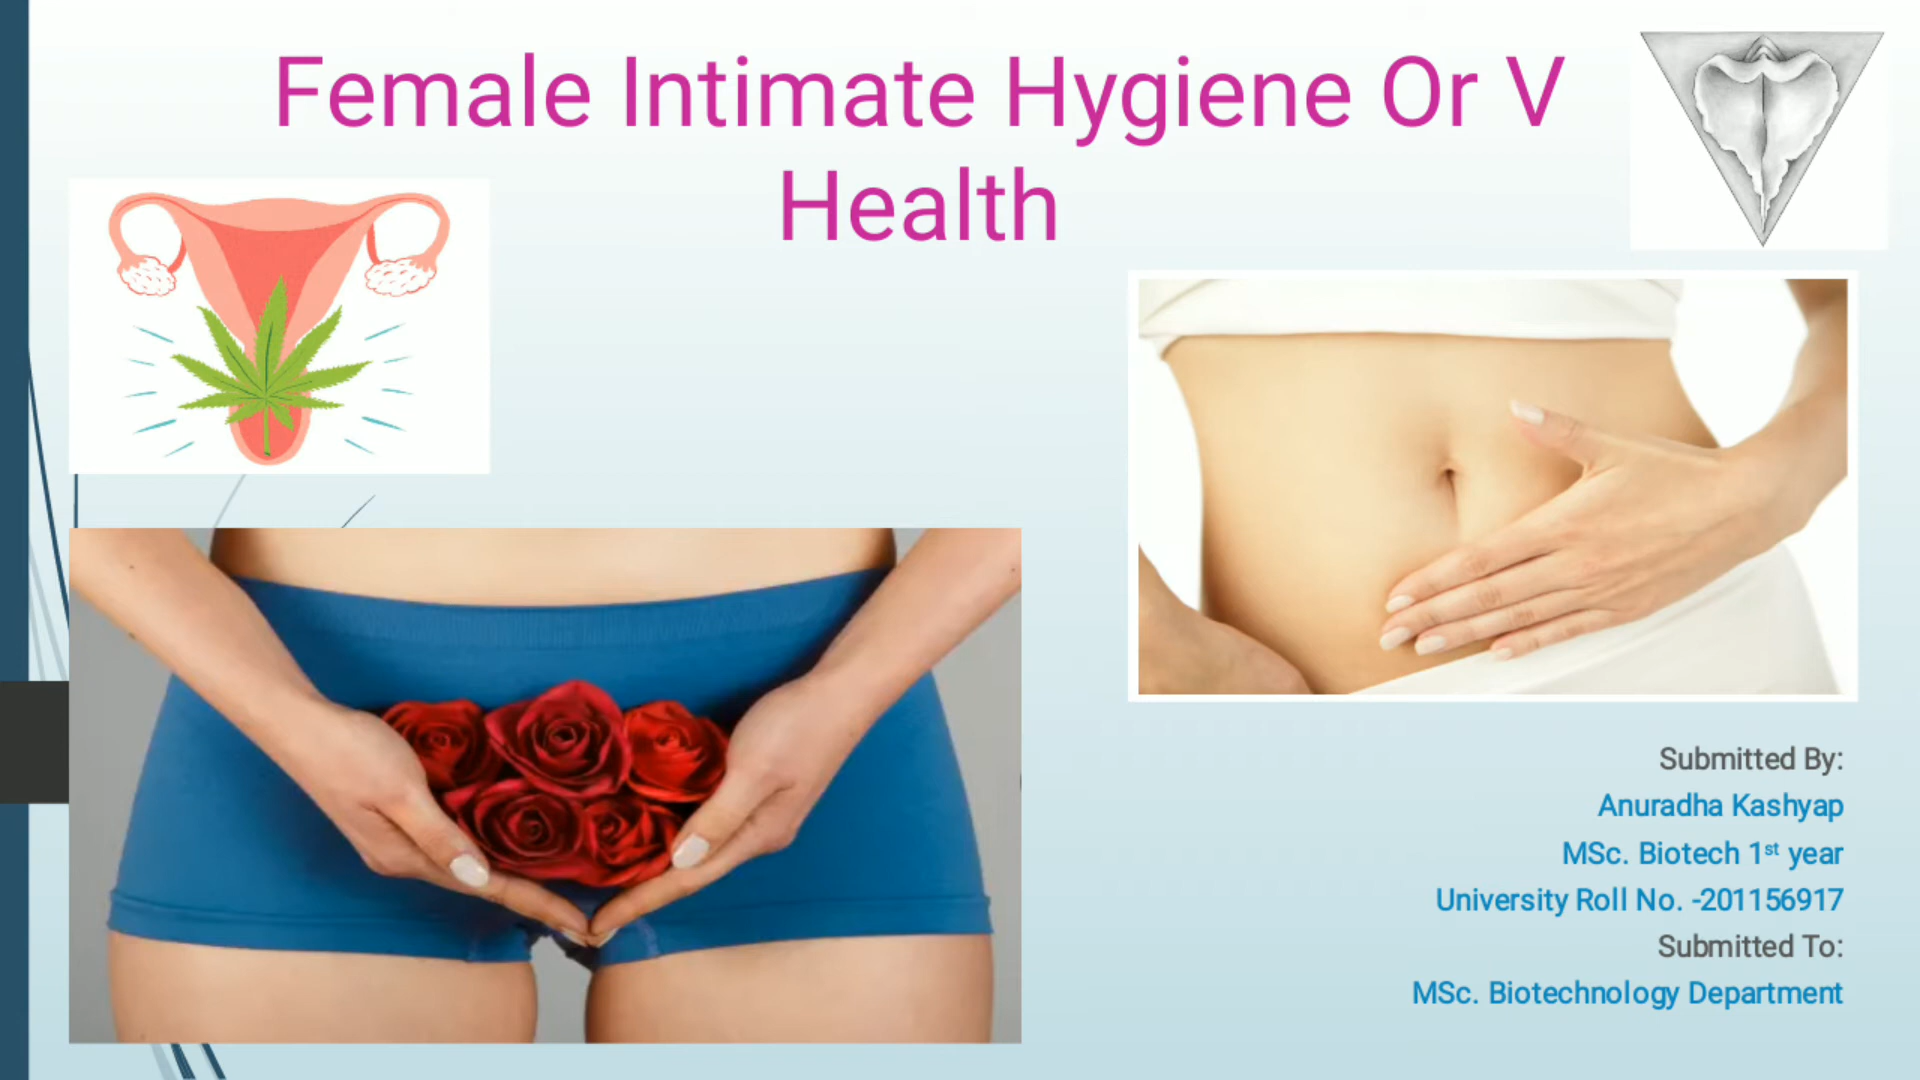 Female Intimate Hygiene Or V
Health
Submitted By:
Anuradha Kashyap
MSc. Biotech 1st year
University Roll No. -201156917
Submitted To:
MSc. Biotechnology Department